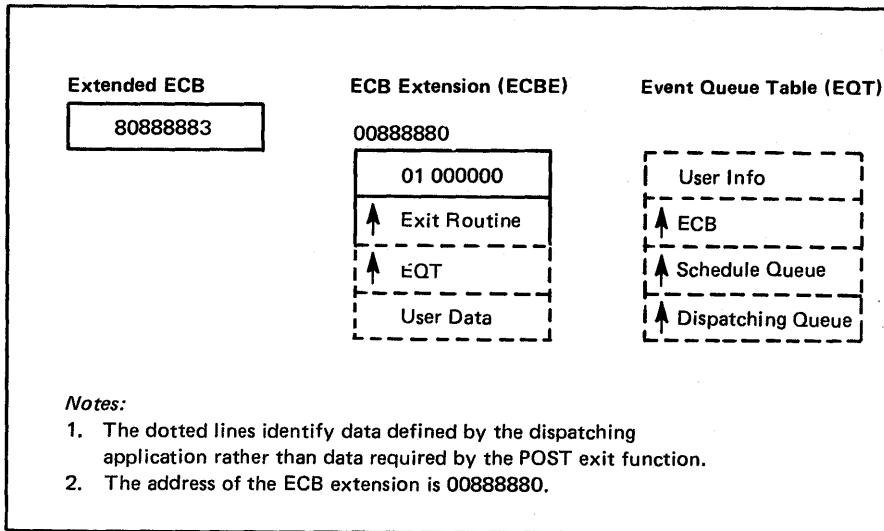 Extended ECB
80888883
ECB Extension (ECBE)
00888880
01 000000
Exit Routine
EQT
User Data
Event Queue Table (EQT)
User Info
ECB
Schedule Queue
Dispatching Queue
Notes:
1. The dotted lines identify data defined by the dispatching
application rather than data required by the POST exit function.
2. The address of the ECB extension is 00888880.